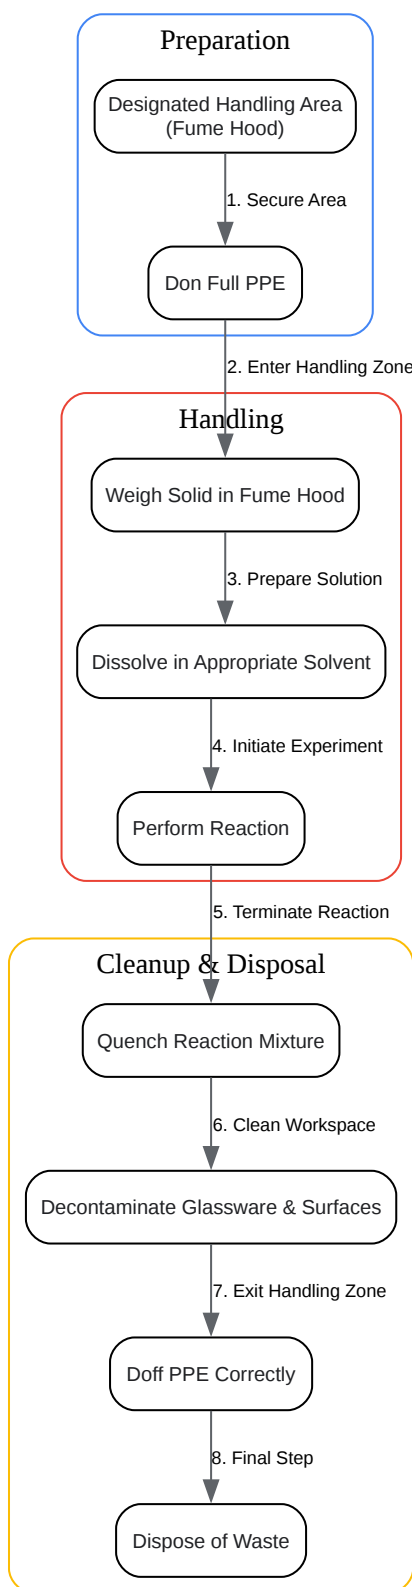 Preparation
Designated Handling Area
(Fume Hood)
1. Secure Area
Don Full PPE
2. Enter Handling Zone
Handling
Weigh Solid in Fume Hood
3. Prepare Solution
Dissolve in Appropriate Solvent
4. Initiate Experiment
Perform Reaction
5. Terminate Reaction
Cleanup & Disposal
Quench Reaction Mixture
6. Clean Workspace
Decontaminate Glassware & Surfaces
7. Exit Handling Zone
Doff PPE Correctly
8. Final Step
Dispose of Waste